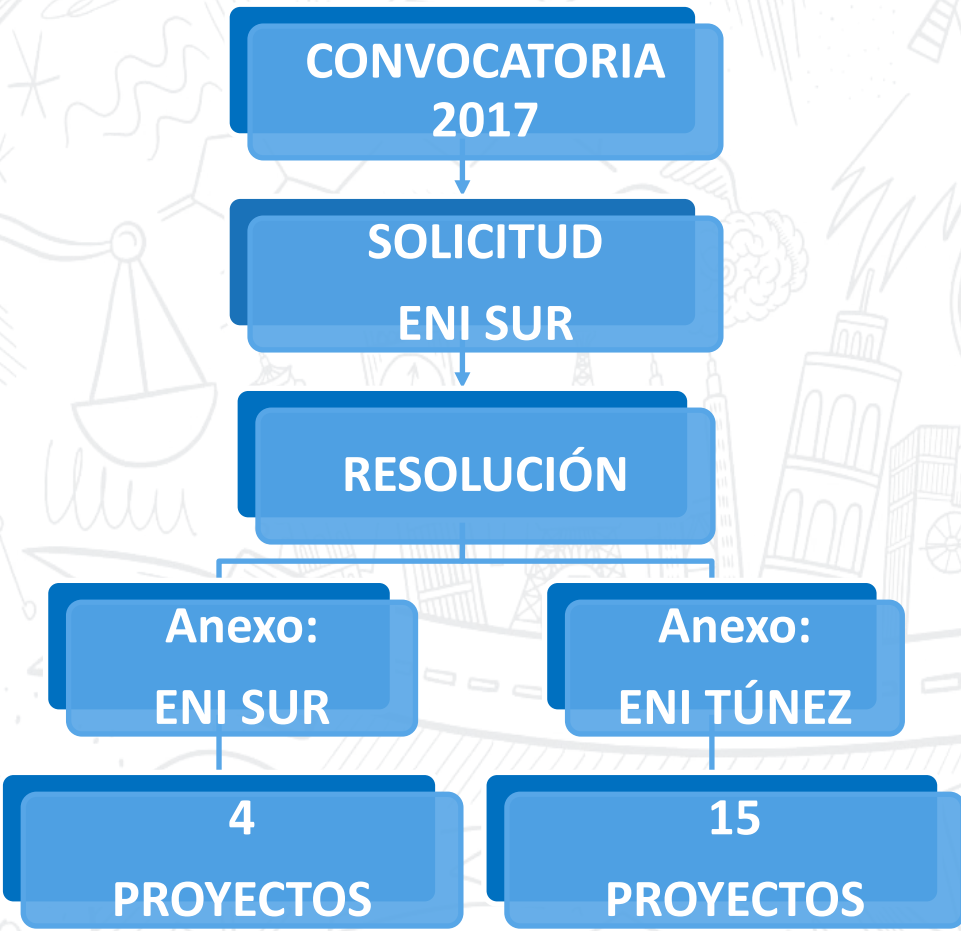 CONVOCATORIA
2017
SOLICITUD
ENI SUR
RESOLUCIÓN
Anexo:
ENI SUR
Anexo:
ENI TÚNEZ
4
PROYECTOS
15
PROYECTOS